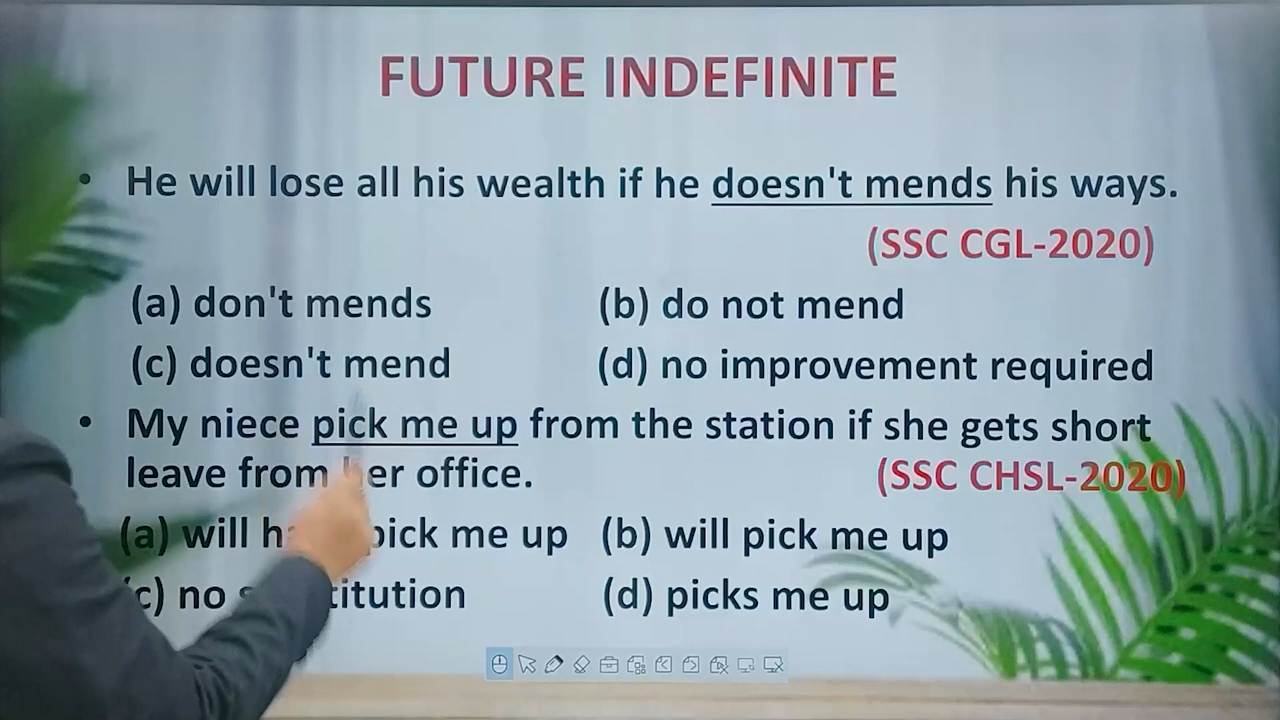 FUTURE INDEFINITE
• He will lose all his wealth if he doesn't mends his ways.
(SSC CGL-2020)
(a) don't mends (b) do not mend
(c) doesn't mend (d) no improvement required
• My niece pick me up from the station if she gets short
leave from her office. (SSC CHSL-2020)
(a) will pick me up (b) will pick me up
(c) no (d) picks me up